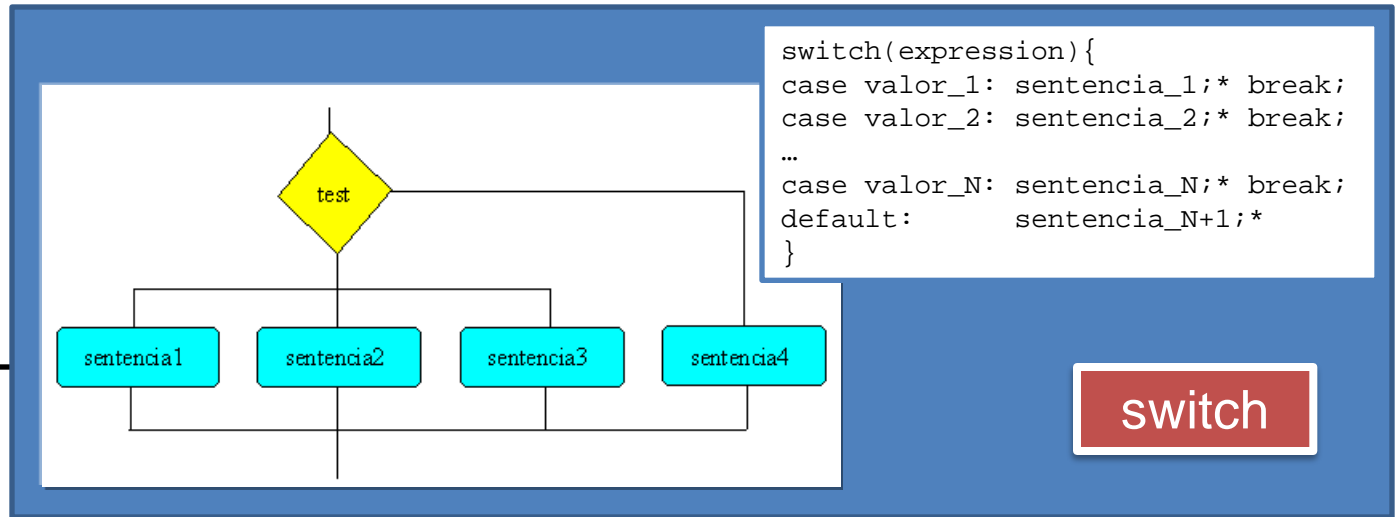 switch(expression){
case valor_1: sentencia_1;* break;
case valor_2: sentencia_2;* break;
…
case valor_N: sentencia_N;* break;
default:      sentencia_N+1;*
}
test
sentencia1 sentencia2 sentencia3 sentencia4
switch